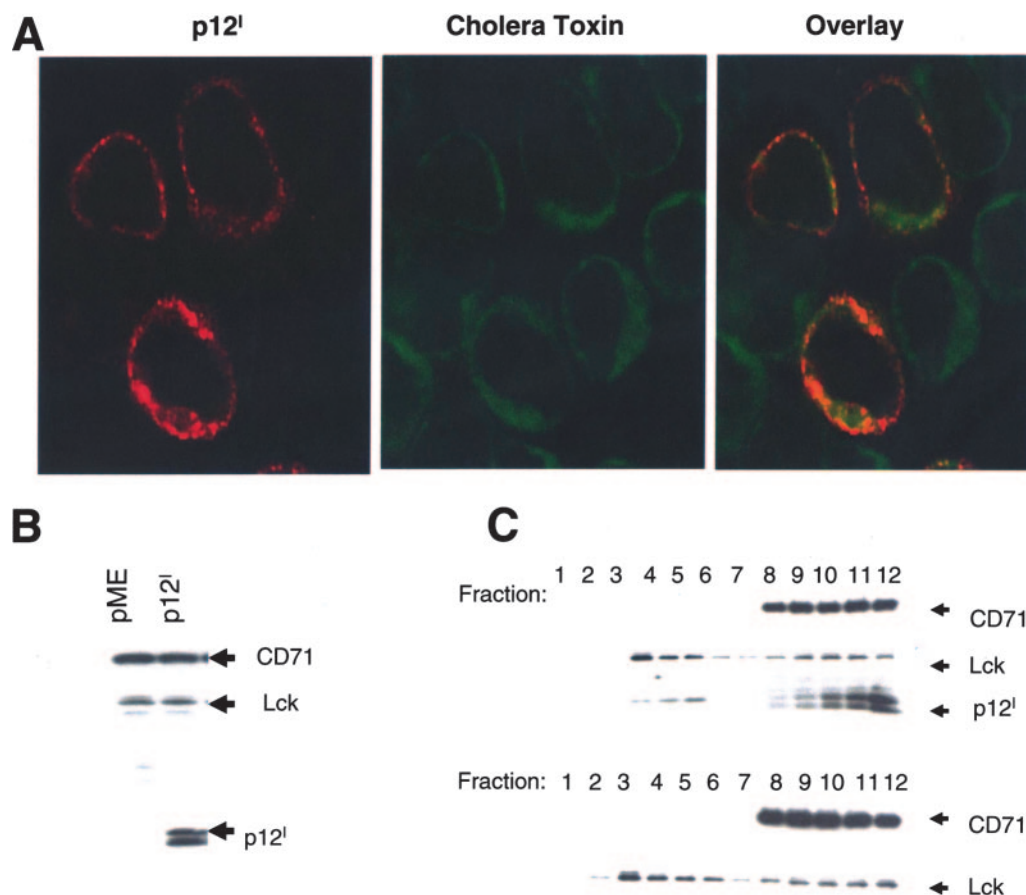 A
p12ᴵ Cholera Toxin Overlay
B
pME p12ᴵ
CD71
Lck
p12ᴵ
C
Fraction: 1 2 3 4 5 6 7 8 9 10 11 12
CD71
Lck
p12ᴵ
Fraction: 1 2 3 4 5 6 7 8 9 10 11 12
CD71
Lck